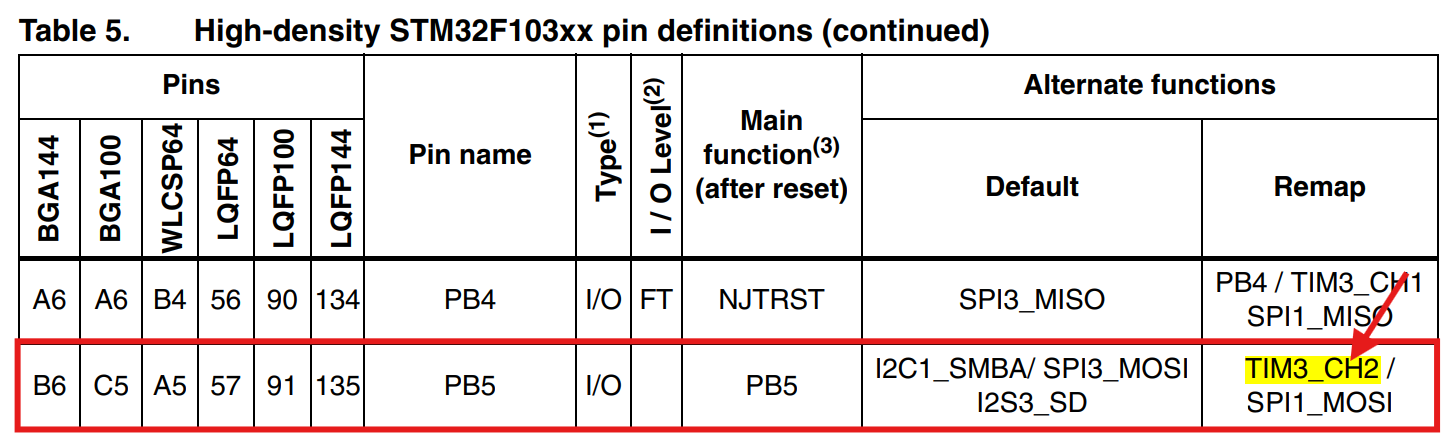 Table 5. High-density STM32F103xx pin definitions (continued)
Pins Pin name Type(1) I / O Level(2) Main function(3) (after reset) Alternate functions
BGA144 BGA100 WLCSP64 LQFP64 LQFP100 LQFP144 Default Remap
A6 A6 B4 56 90 134 PB4 I/O FT NJTRST SPI3_MISO PB4 / TIM3_CH1
SPI1_MISO
B6 C5 A5 57 91 135 PB5 I/O PB5 I2C1_SMBA/ SPI3_MOSI TIM3_CH2 /
I2S3_SD SPI1_MOSI